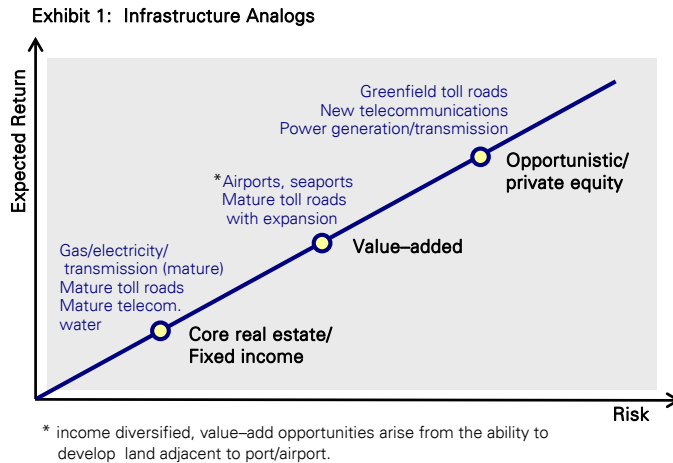 Exhibit 1: Infrastructure Analogs
Expected Return
Greenfield toll roads
New telecommunications
Power generation/transmission
Opportunistic/
private equity
*Airports, seaports
Mature toll roads
with expansion
Value–added
Gas/electricity/
transmission (mature)
Mature toll roads
Mature telecom.
water
Core real estate/
Fixed income
Risk
* income diversified, value–add opportunities arise from the ability to
develop land adjacent to port/airport.